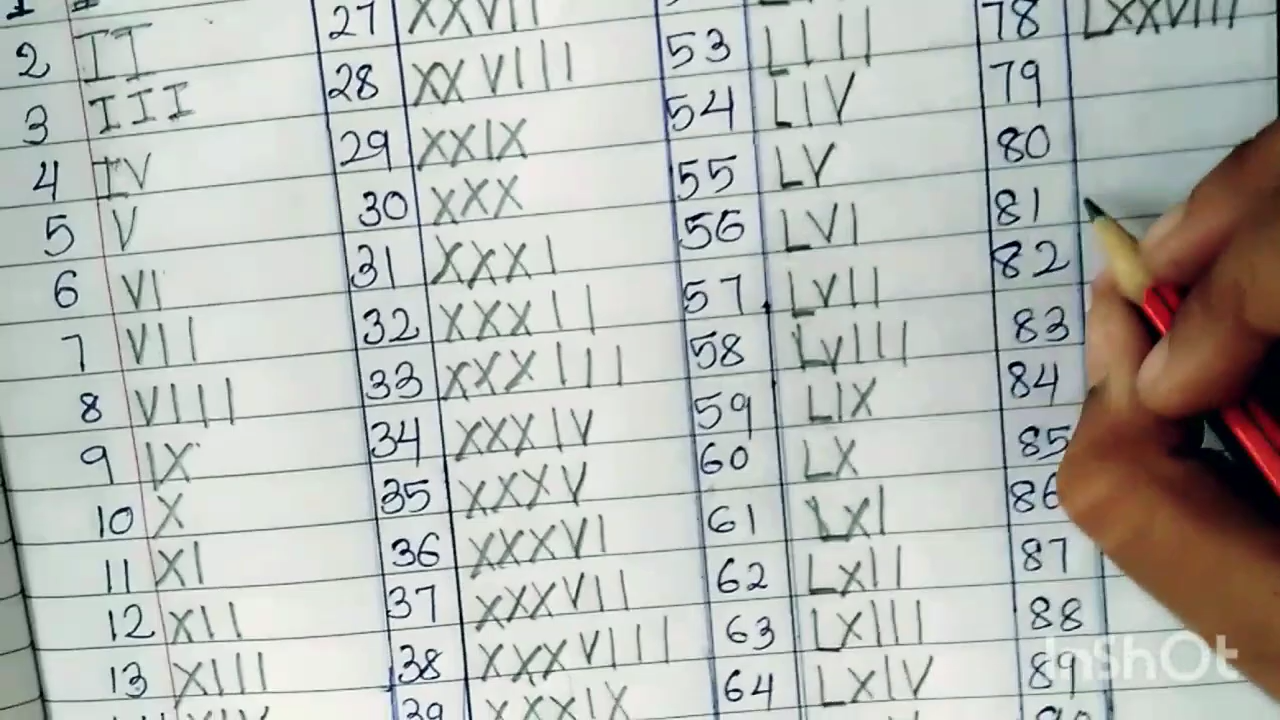 2 II
3 III
4 IV
5 V
6 VI
7 VII
8 VIII
9 IX
10 X
11 XI
12 XII
13 XIII
27 XXVII
28 XXVIII
29 XXIX
30 XXX
31 XXXI
32 XXXII
33 XXXIII
34 XXXIV
35 XXXV
36 XXXVI
37 XXXVII
38 XXXVIII
39 XXXIX
53 LIII
54 LIV
55 LV
56 LVI
57 LVII
58 LVIII
59 LIX
60 LX
61 LXI
62 LXII
63 LXIII
64 LXIV
78 LXXVIII
79
80
81
82
83
84
85
86
87
88
89
90
InShOt